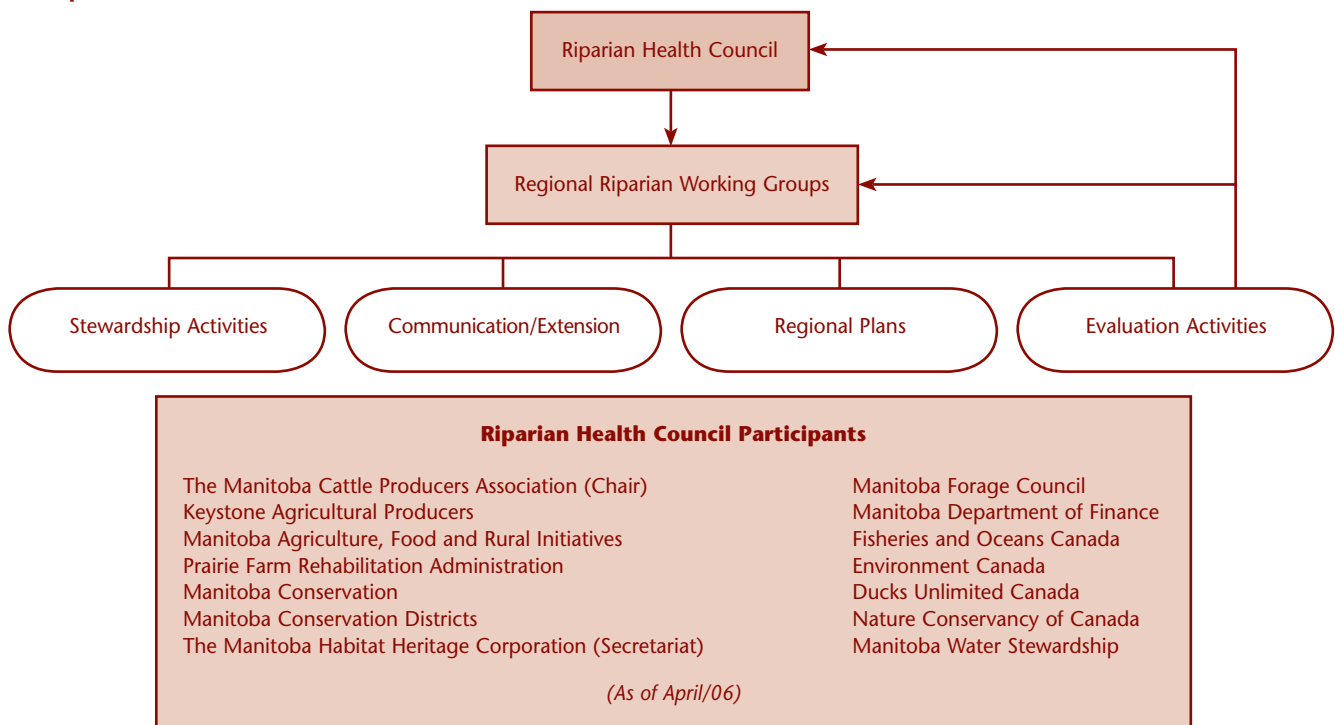 Riparian Health Council
Regional Riparian Working Groups
Stewardship Activities
Communication/Extension
Regional Plans
Evaluation Activities
Riparian Health Council Participants
The Manitoba Cattle Producers Association (Chair)
Keystone Agricultural Producers
Manitoba Agriculture, Food and Rural Initiatives
Prairie Farm Rehabilitation Administration
Manitoba Conservation
Manitoba Conservation Districts
The Manitoba Habitat Heritage Corporation (Secretariat)
Manitoba Forage Council
Manitoba Department of Finance
Fisheries and Oceans Canada
Environment Canada
Ducks Unlimited Canada
Nature Conservancy of Canada
Manitoba Water Stewardship
(As of April/06)